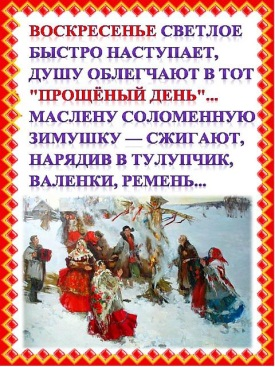 ВОСКРЕСЕНЬЕ СВЕТЛОЕ
БЫСТРО НАСТУПАЕТ,
ДУШУ ОБЛЕГЧАЮТ В ТОТ
"ПРОЩЁНЫЙ ДЕНЬ"...
МАСЛЕНУ СОЛОМЕННУЮ
ЗИМУШКУ — СЖИГАЮТ,
НАРЯДИВ В ТУЛУПЧИК,
ВАЛЕНКИ, РЕМЕНЬ...